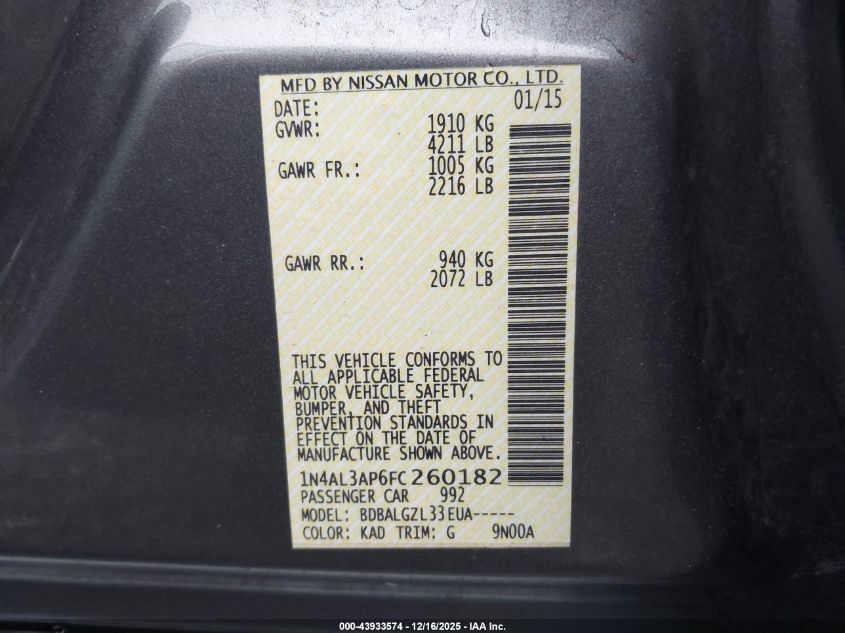 MFD BY NISSAN MOTOR CO., LTD.
DATE: 01/15
GVWR: 1910 KG
4211 LB
GAWR FR.: 1005 KG
2216 LB
GAWR RR.: 940 KG
2072 LB
THIS VEHICLE CONFORMS TO
ALL APPLICABLE FEDERAL
MOTOR VEHICLE SAFETY,
BUMPER, AND THEFT
PREVENTION STANDARDS IN
EFFECT ON THE DATE OF
MANUFACTURE SHOWN ABOVE.
1N4AL3AP6FC260182
PASSENGER CAR 992
MODEL: BDBALGZL33EUA-----
COLOR: KAD TRIM: G 9N00A
000-43933574 - 12/16/2025 - IAA Inc.